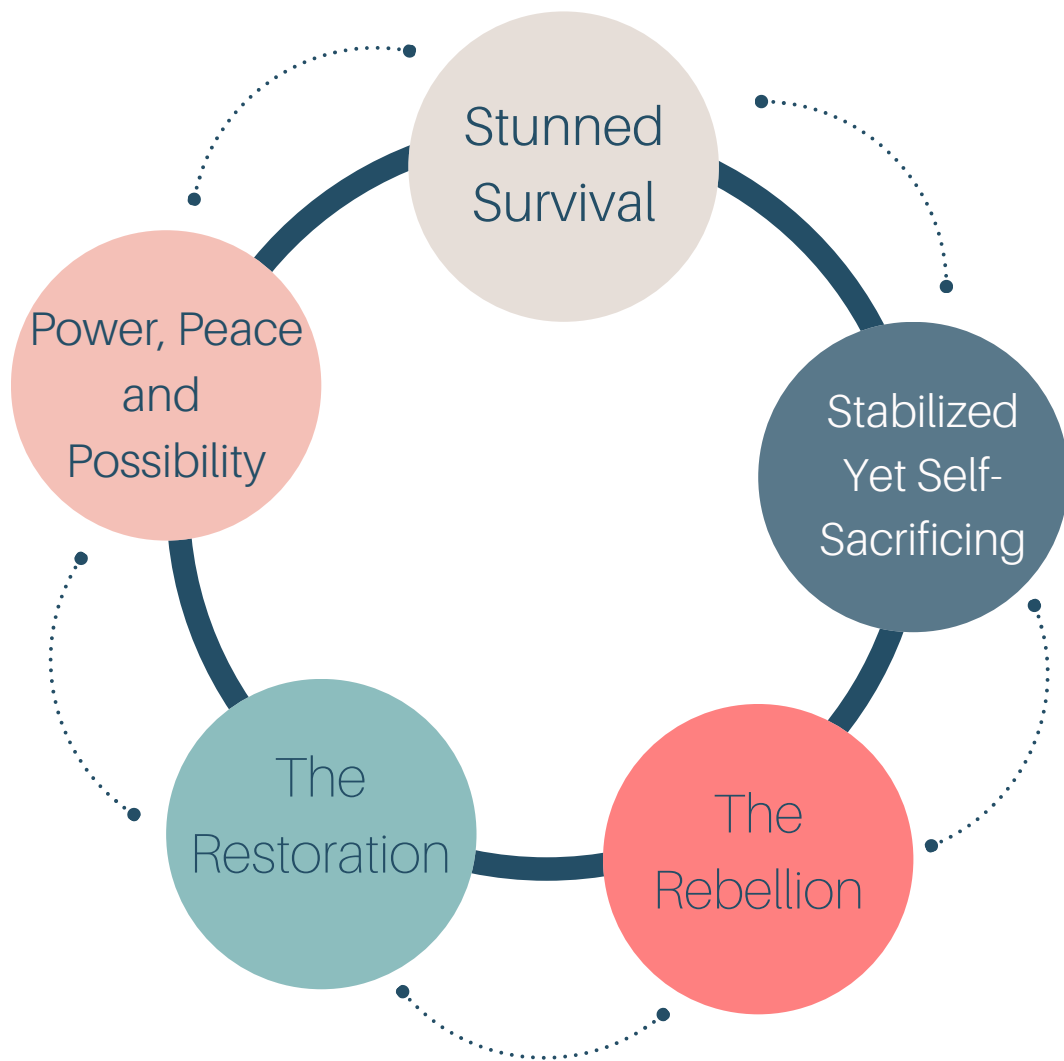 Stunned
Survival
Stabilized
Yet Self-
Sacrificing
The
Rebellion
The
Restoration
Power, Peace
and
Possibility